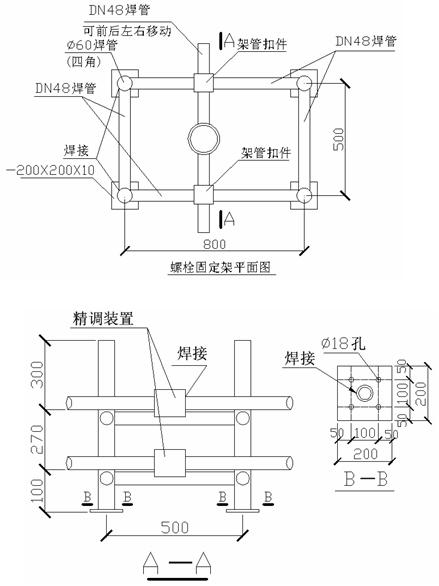 DN48焊管
可前后左右移动
Ø60焊管
(四角)
DN48焊管
A
架管扣件
DN48焊管
500
焊接
-200X200X10
架管扣件
A
800
螺栓固定架平面图
精调装置
焊接
300
270
100
B
B
B
B
500
A-A
Ø18孔
焊接
50
100
50
200
50
100
50
200
B-B